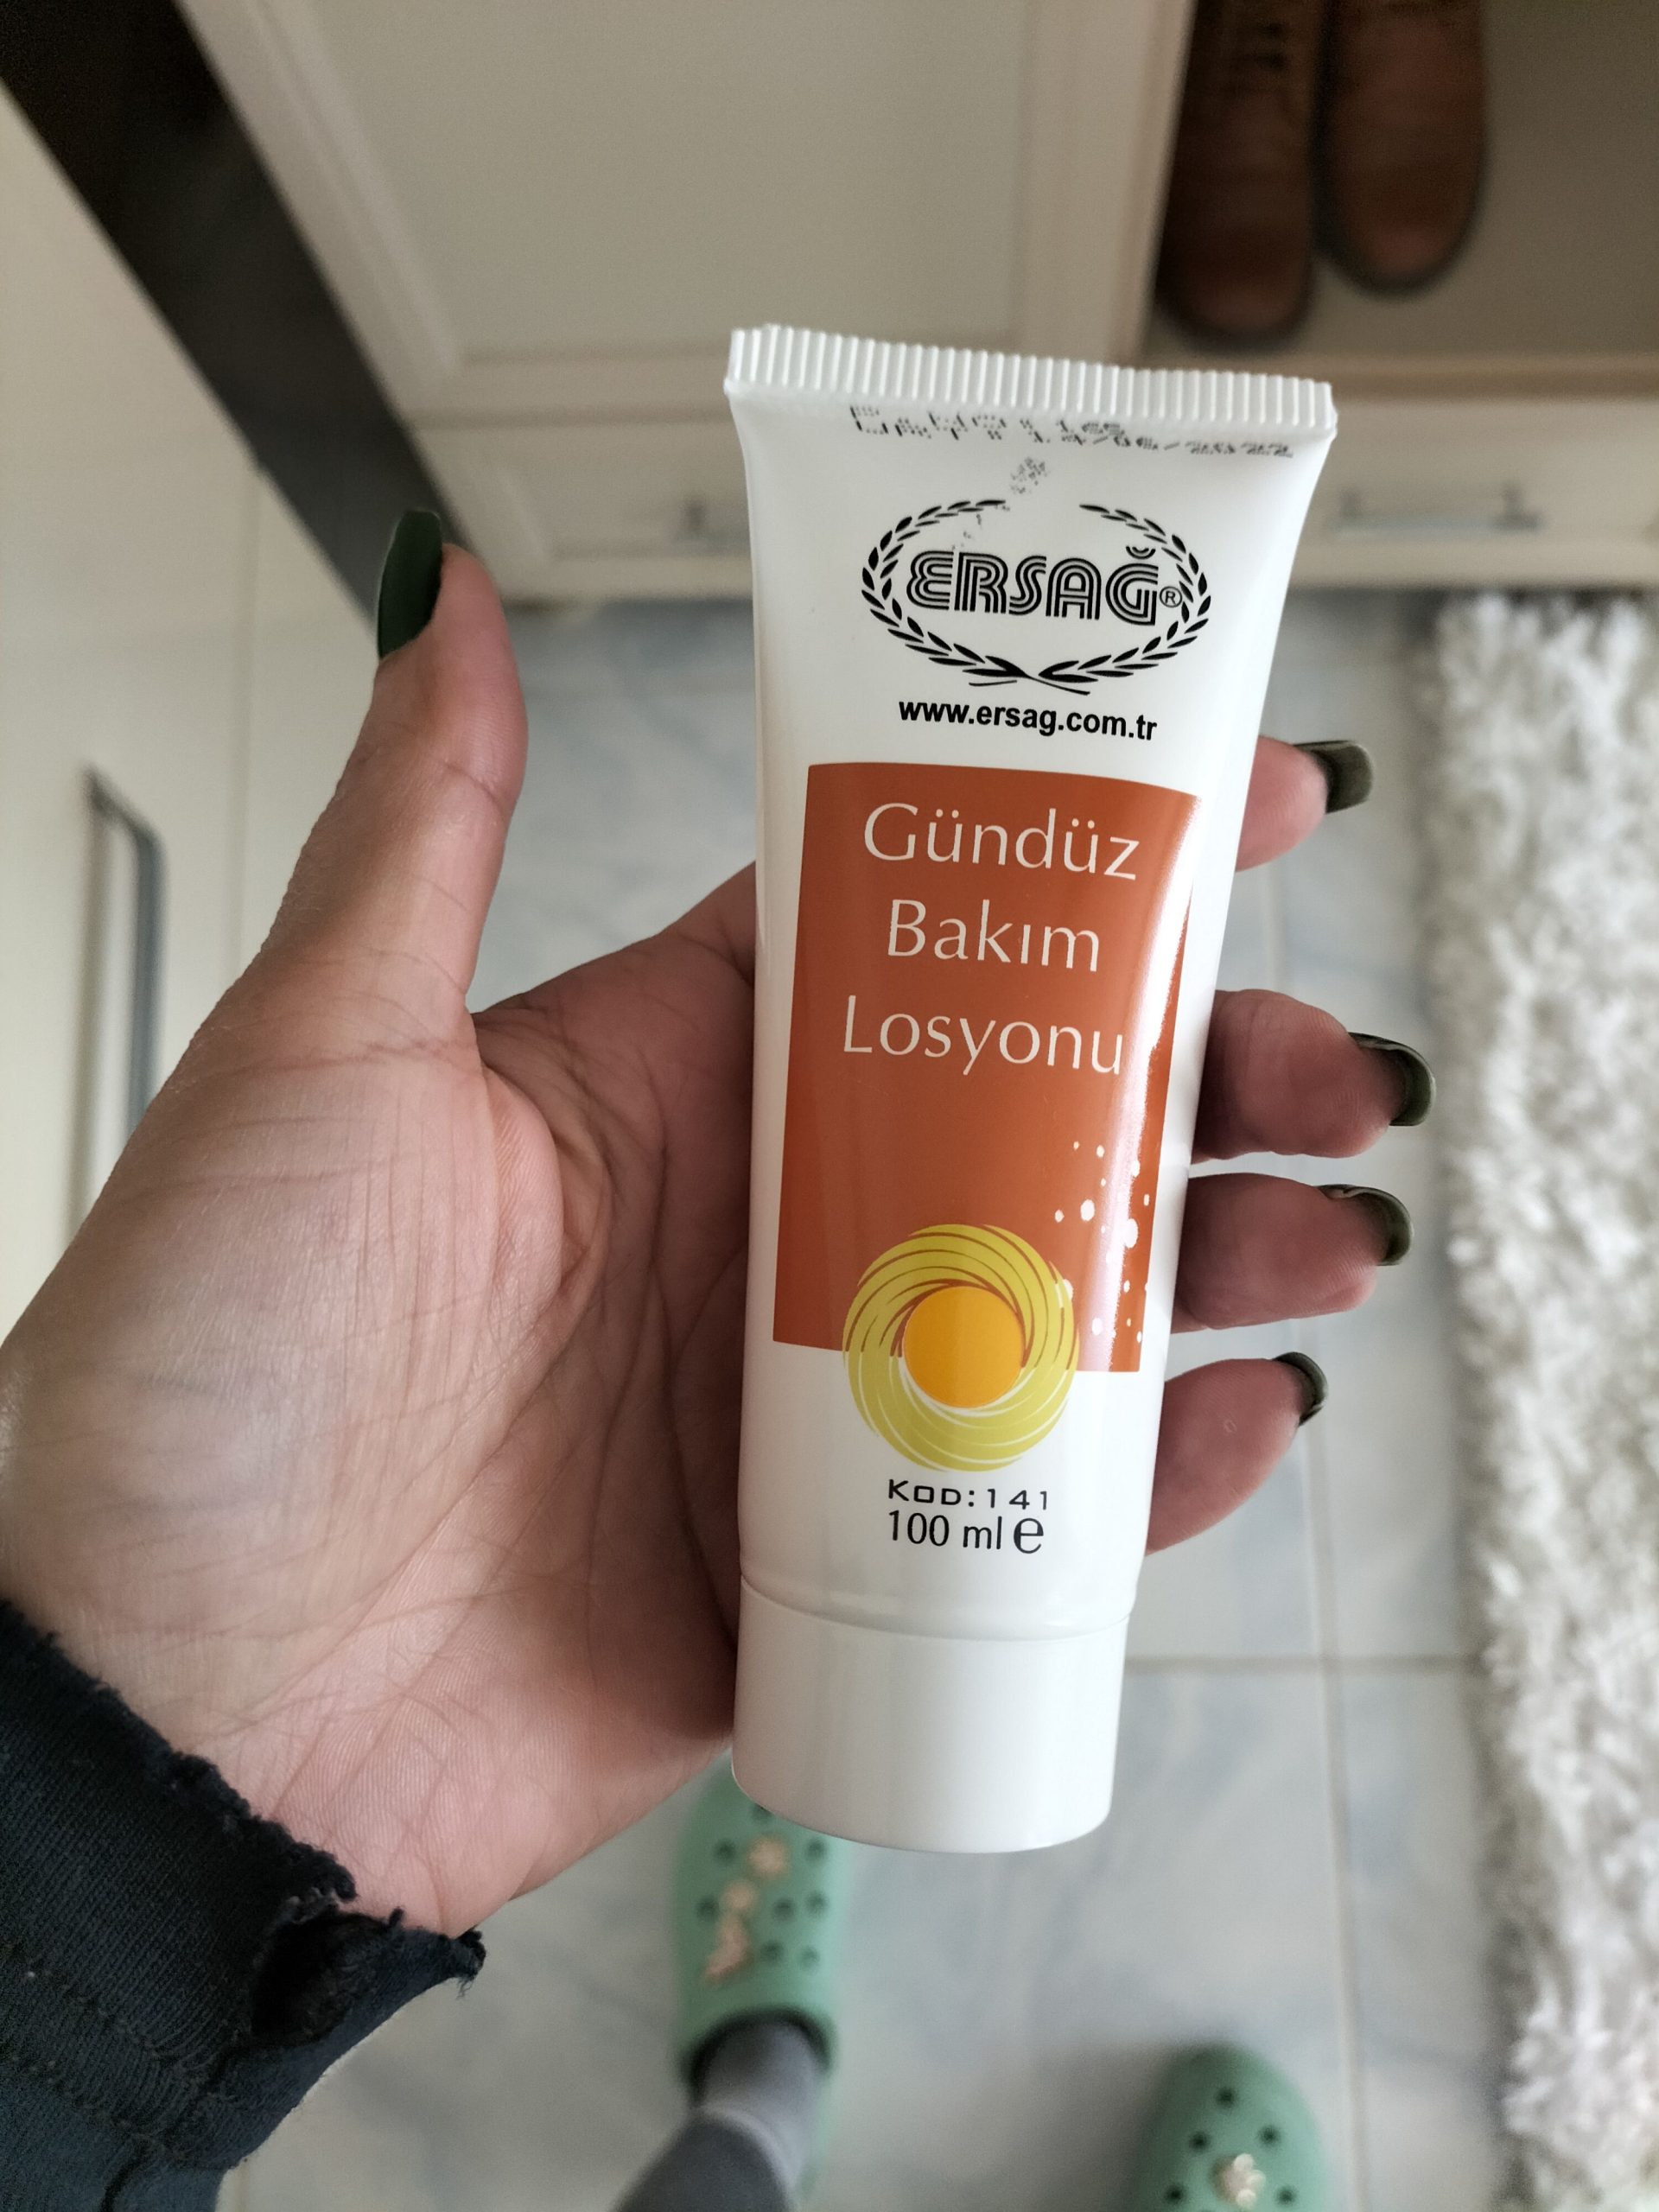 ERSAĞ®
www.ersag.com.tr
Gündüz
Bakım
Losyonu
KOD:141
100 ml e